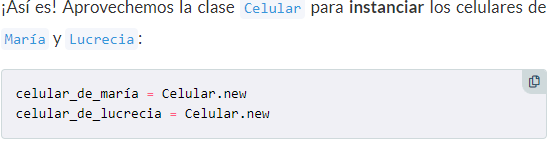 ¡Así es! Aprovechemos la clase Celular para instanciar los celulares de
María y Lucrecia:
celular_de_maría = Celular.new
celular_de_lucrecia = Celular.new